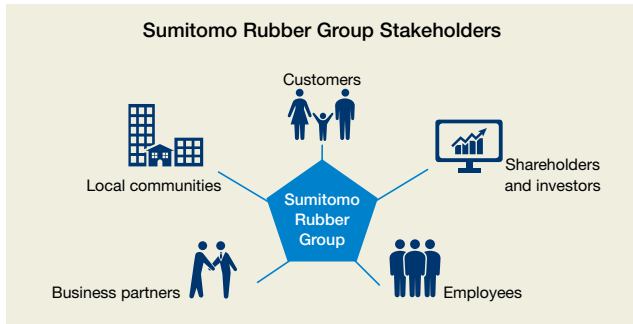 Sumitomo Rubber Group Stakeholders
Customers
Local communities
Shareholders
and investors
Sumitomo
Rubber
Group
Business partners
Employees